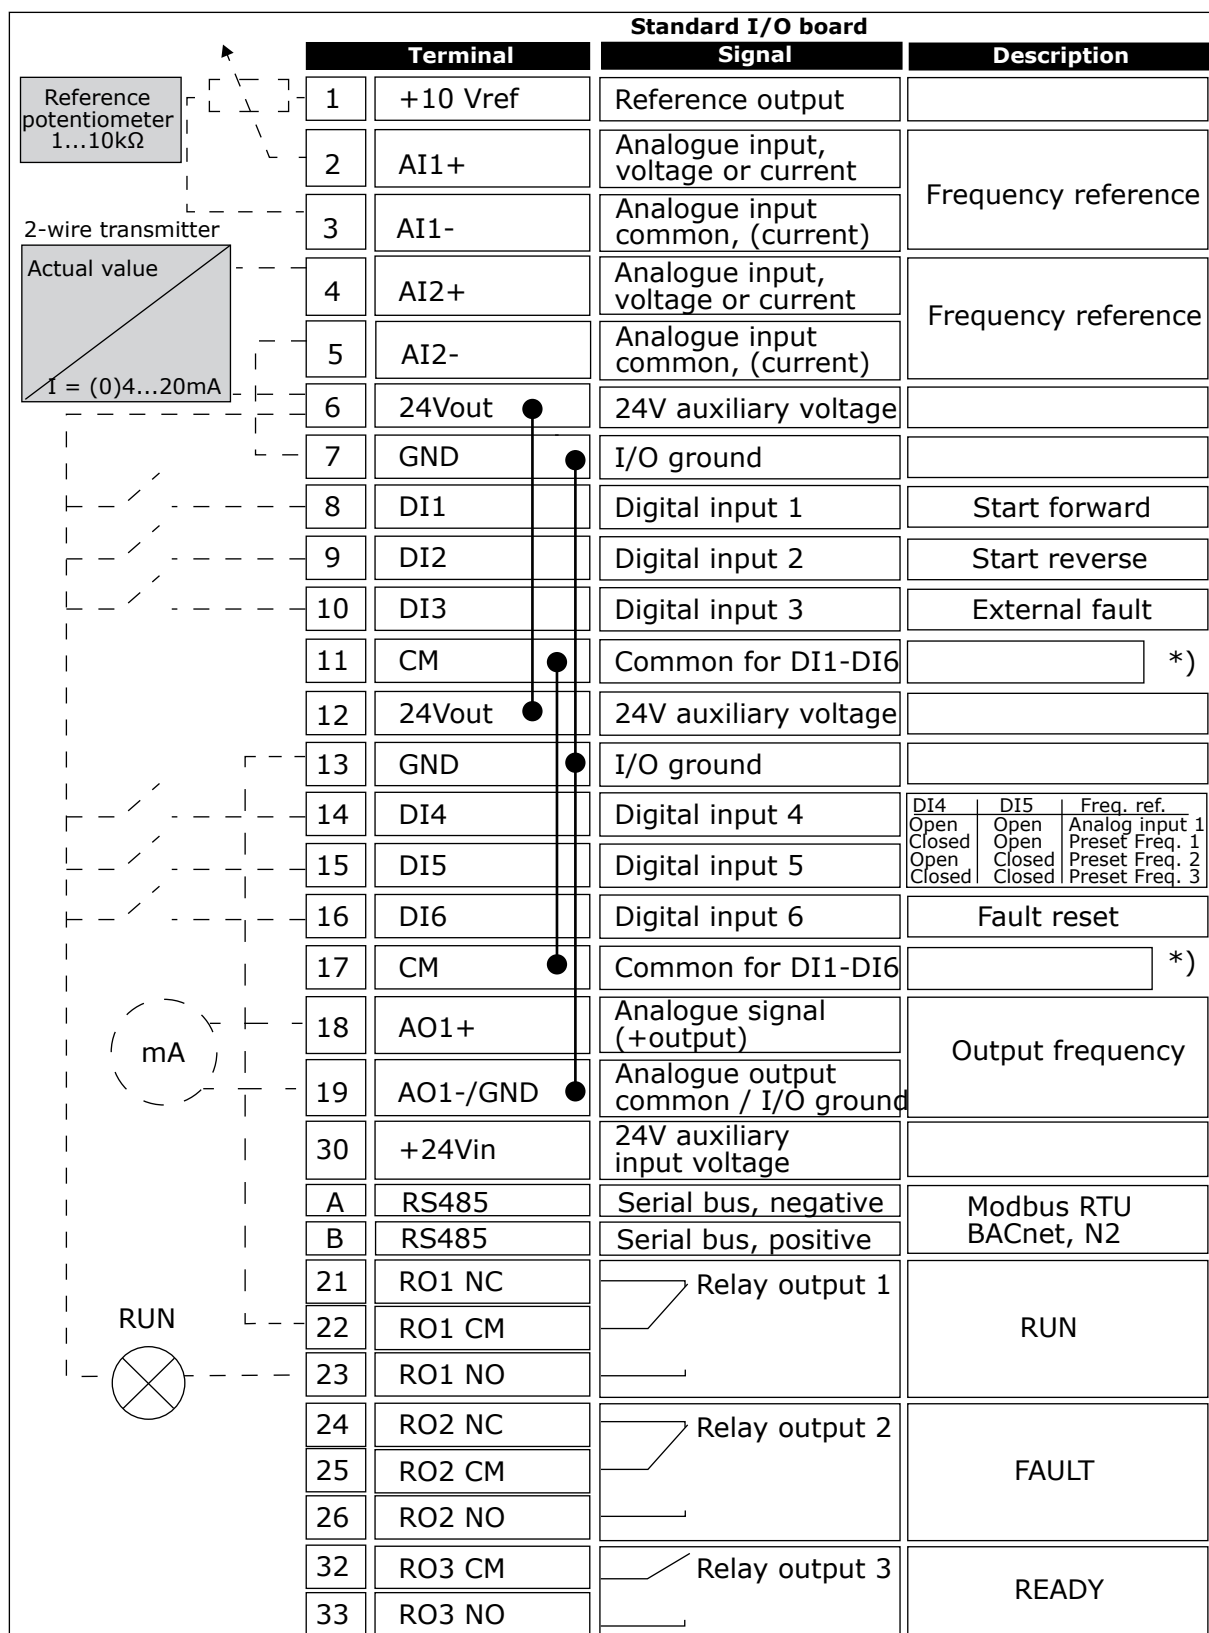 Standard I/O board
Terminal
Signal
Description
Reference
potentiometer
1...10kΩ
1
+10 Vref
Reference output
2
AI1+
Analogue input,
voltage or current
Frequency reference
3
AI1-
Analogue input
common, (current)
2-wire transmitter
Actual value
I = (0)4...20mA
4
AI2+
Analogue input,
voltage or current
Frequency reference
5
AI2-
Analogue input
common, (current)
6
24Vout
24V auxiliary voltage
7
GND
I/O ground
8
DI1
Digital input 1
Start forward
9
DI2
Digital input 2
Start reverse
10
DI3
Digital input 3
External fault
11
CM
Common for DI1-DI6
*)
12
24Vout
24V auxiliary voltage
13
GND
I/O ground
14
DI4
Digital input 4
DI4 DI5 Freq. ref.
Open Open Analog input 1
Closed Open Preset Freq. 1
Open Closed Preset Freq. 2
Closed Closed Preset Freq. 3
15
DI5
Digital input 5
16
DI6
Digital input 6
Fault reset
17
CM
Common for DI1-DI6
*)
mA
18
AO1+
Analogue signal
(+output)
Output frequency
19
AO1-/GND
Analogue output
common / I/O ground
30
+24Vin
24V auxiliary
input voltage
A
RS485
Serial bus, negative
Modbus RTU
BACnet, N2
B
RS485
Serial bus, positive
21
RO1 NC
Relay output 1
RUN
22
RO1 CM
RUN
23
RO1 NO
24
RO2 NC
Relay output 2
25
RO2 CM
FAULT
26
RO2 NO
32
RO3 CM
Relay output 3
READY
33
RO3 NO